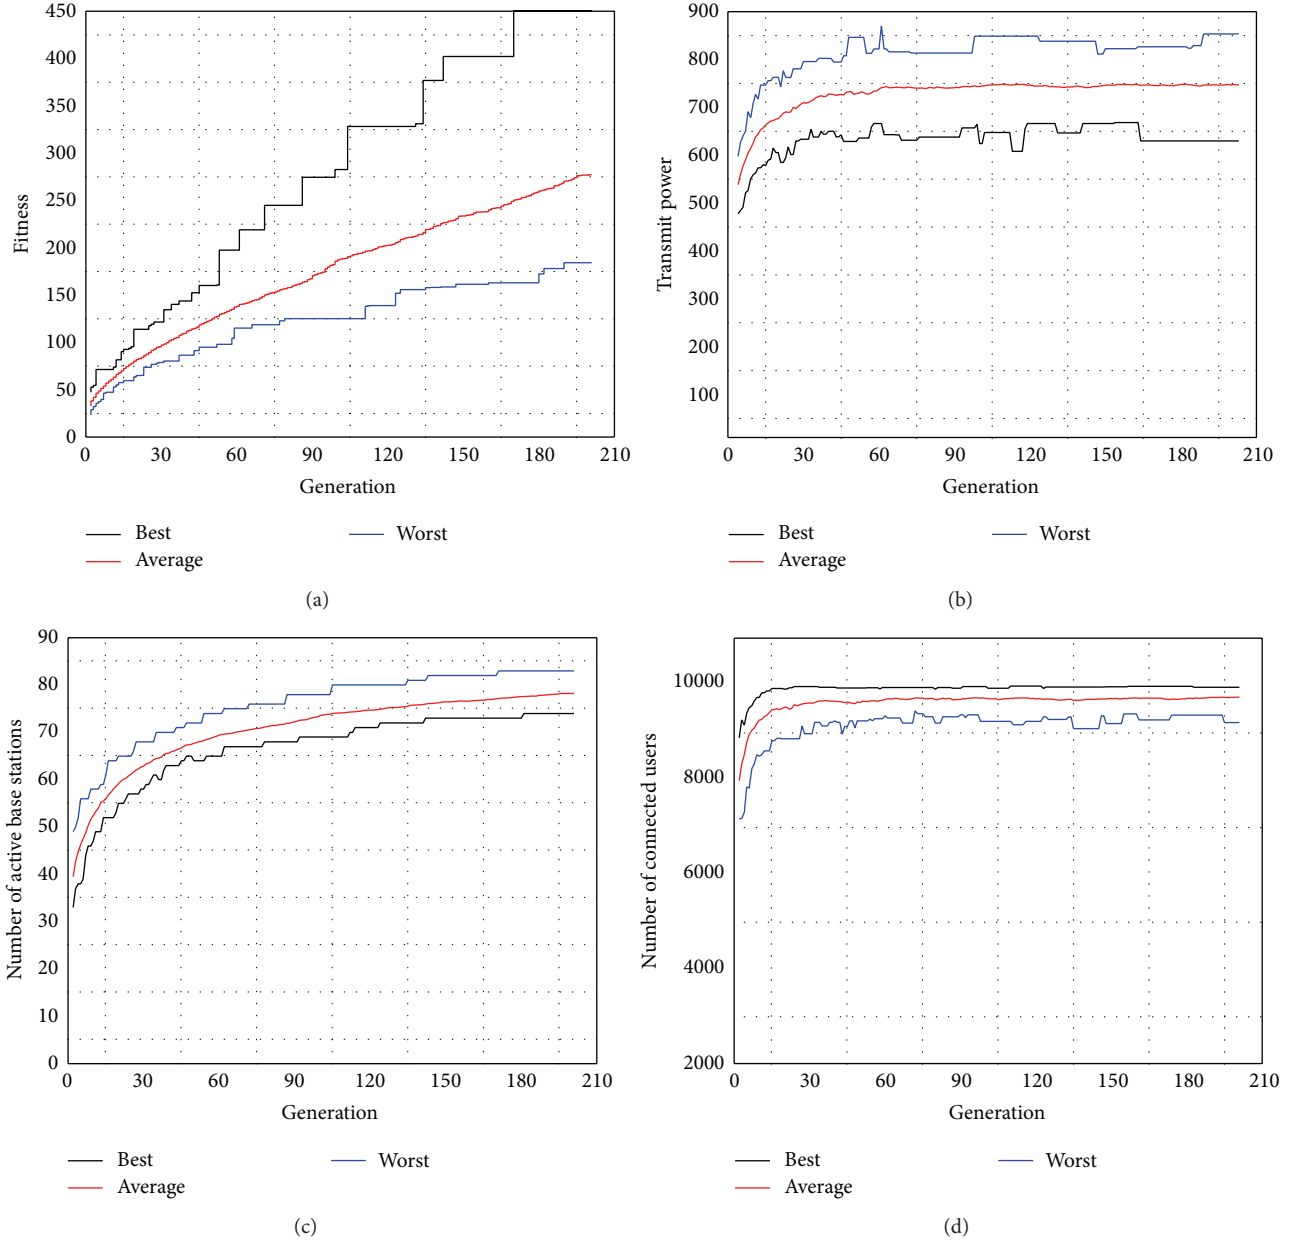 450
400
350
300
250
200
150
100
50
0
Fitness
0 30 60 90 120 150 180 210
Generation
Best
Average
Worst
(a)
900
800
700
600
500
400
300
200
100
Transmit power
0 30 60 90 120 150 180 210
Generation
Best
Average
Worst
(b)
90
80
70
60
50
40
30
20
10
0
Number of active base stations
0 30 60 90 120 150 180 210
Generation
Best
Average
Worst
(c)
10000
8000
6000
4000
2000
Number of connected users
0 30 60 90 120 150 180 210
Generation
Best
Average
Worst
(d)